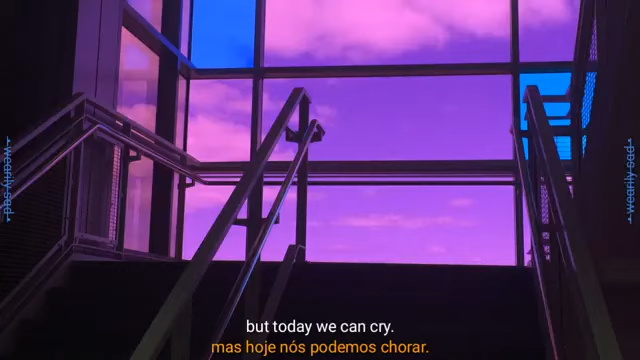 wearily sad
but today we can cry.
mas hoje nós podemos chorar.
wearily sad